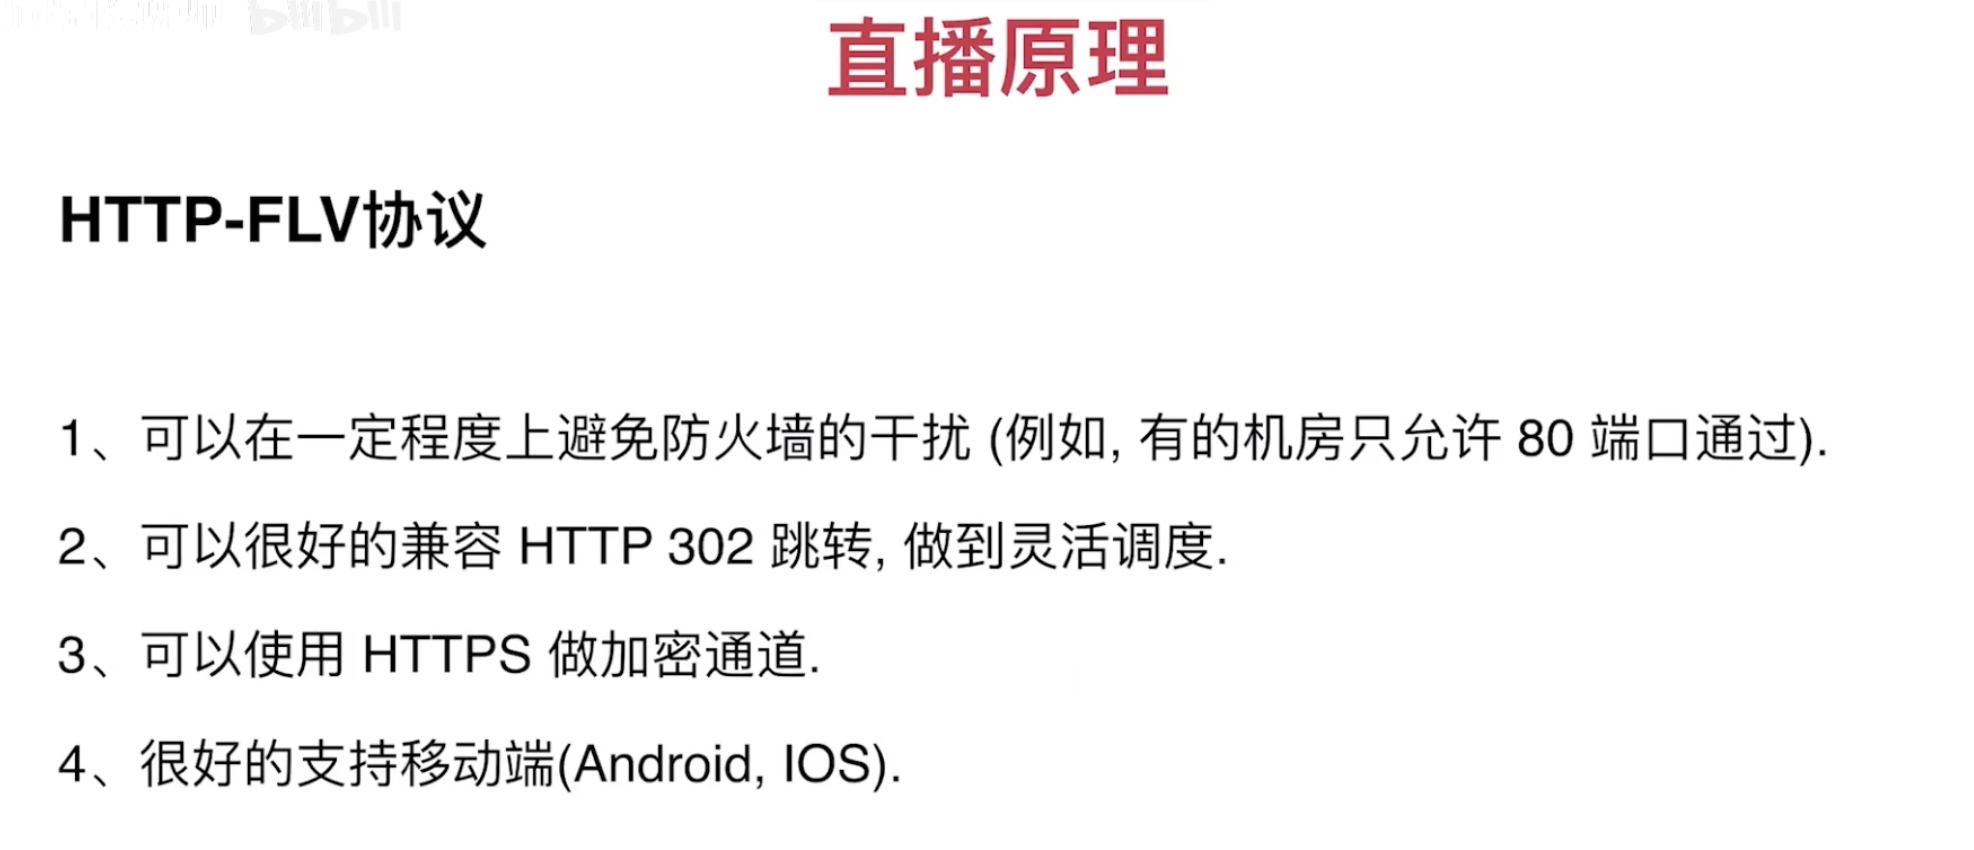 bilibili
直播原理
HTTP-FLV协议
1、可以在一定程度上避免防火墙的干扰 (例如, 有的机房只允许 80 端口通过).
2、可以很好的兼容 HTTP 302 跳转, 做到灵活调度.
3、可以使用 HTTPS 做加密通道.
4、很好的支持移动端(Android, IOS).